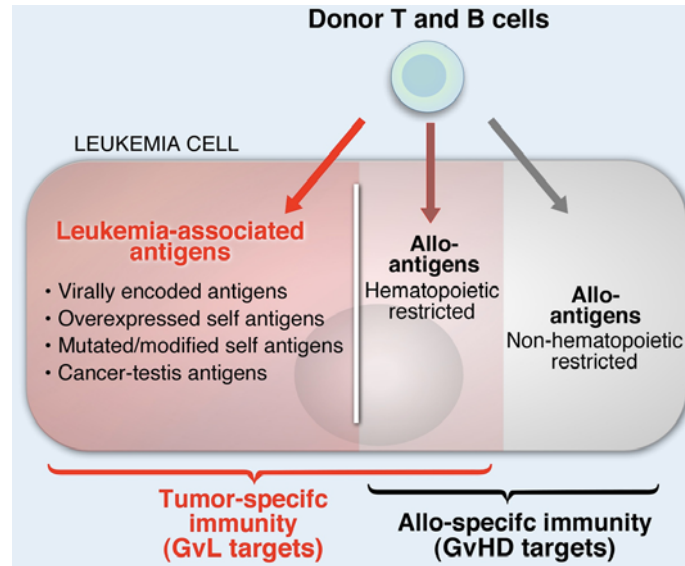 Donor T and B cells
LEUKEMIA CELL
Leukemia-associated
antigens
• Virally encoded antigens
• Overexpressed self antigens
• Mutated/modified self antigens
• Cancer-testis antigens
Allo-
antigens
Hematopoietic
restricted
Allo-
antigens
Non-hematopoietic
restricted
Tumor-specifc
immunity
(GvL targets)
Allo-specifc immunity
(GvHD targets)